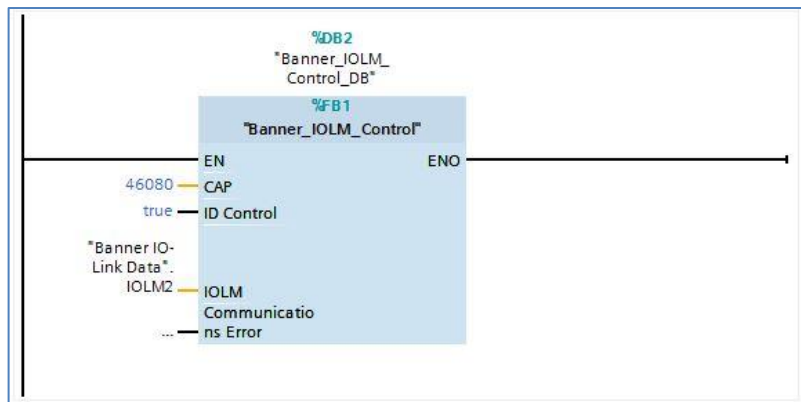 %DB2
"Banner_IOLM_
Control_DB"
%FB1
"Banner_IOLM_Control"
EN ENO
46080 CAP
true ID Control
"Banner IO-
Link Data".
IOLM2 IOLM
Communicatio
... ns Error